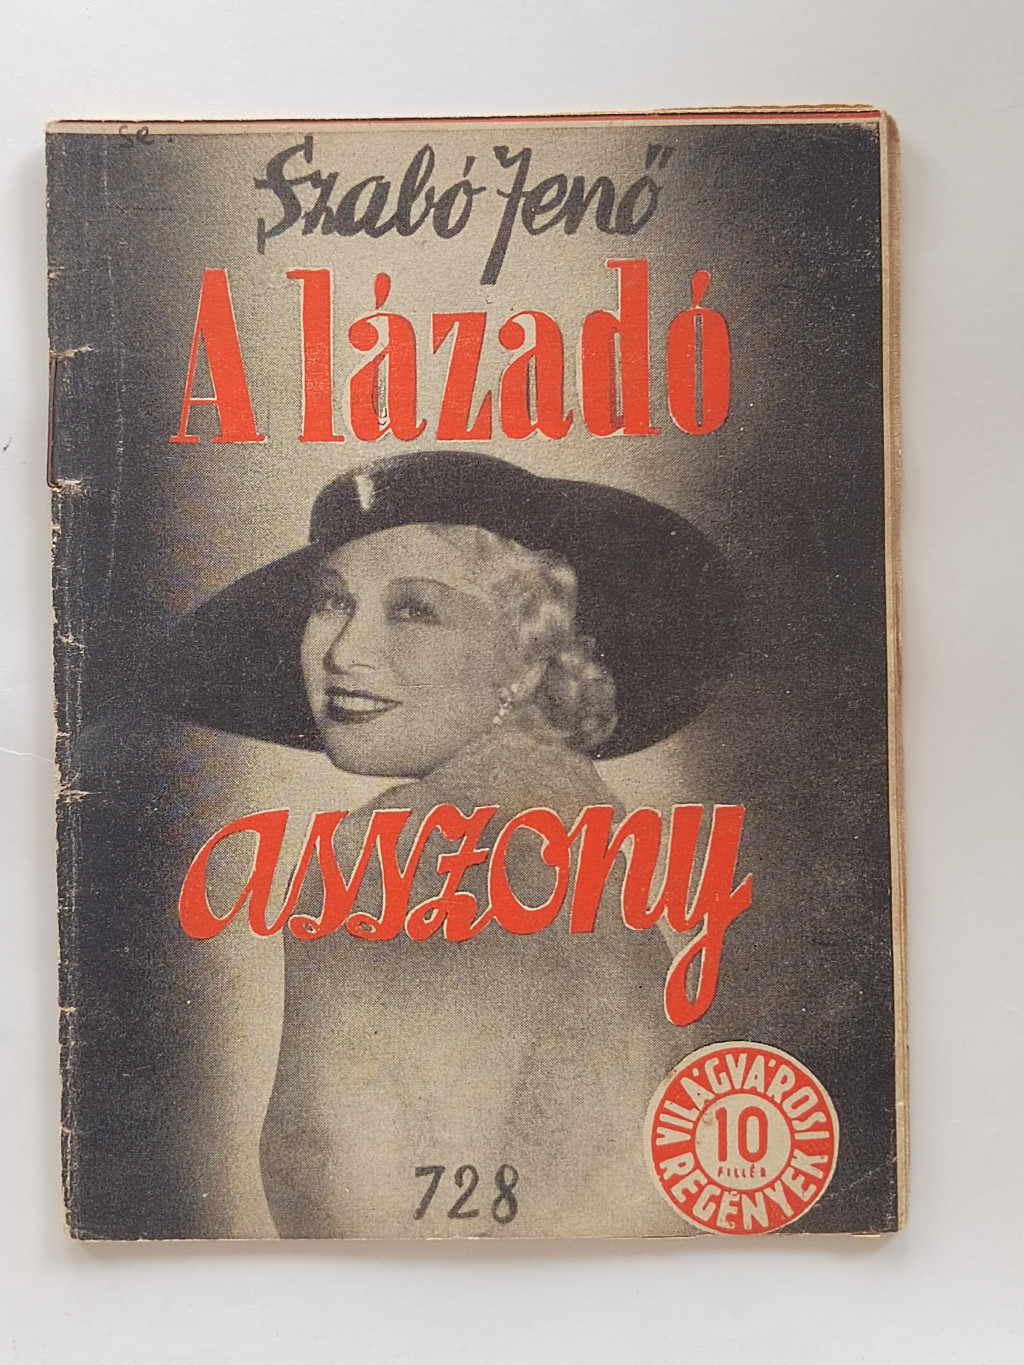 se.
Szabó Jenő
A lázadó
asszony
728
VILÁGVÁROSI
10
FILLÉR
REGÉNYEK